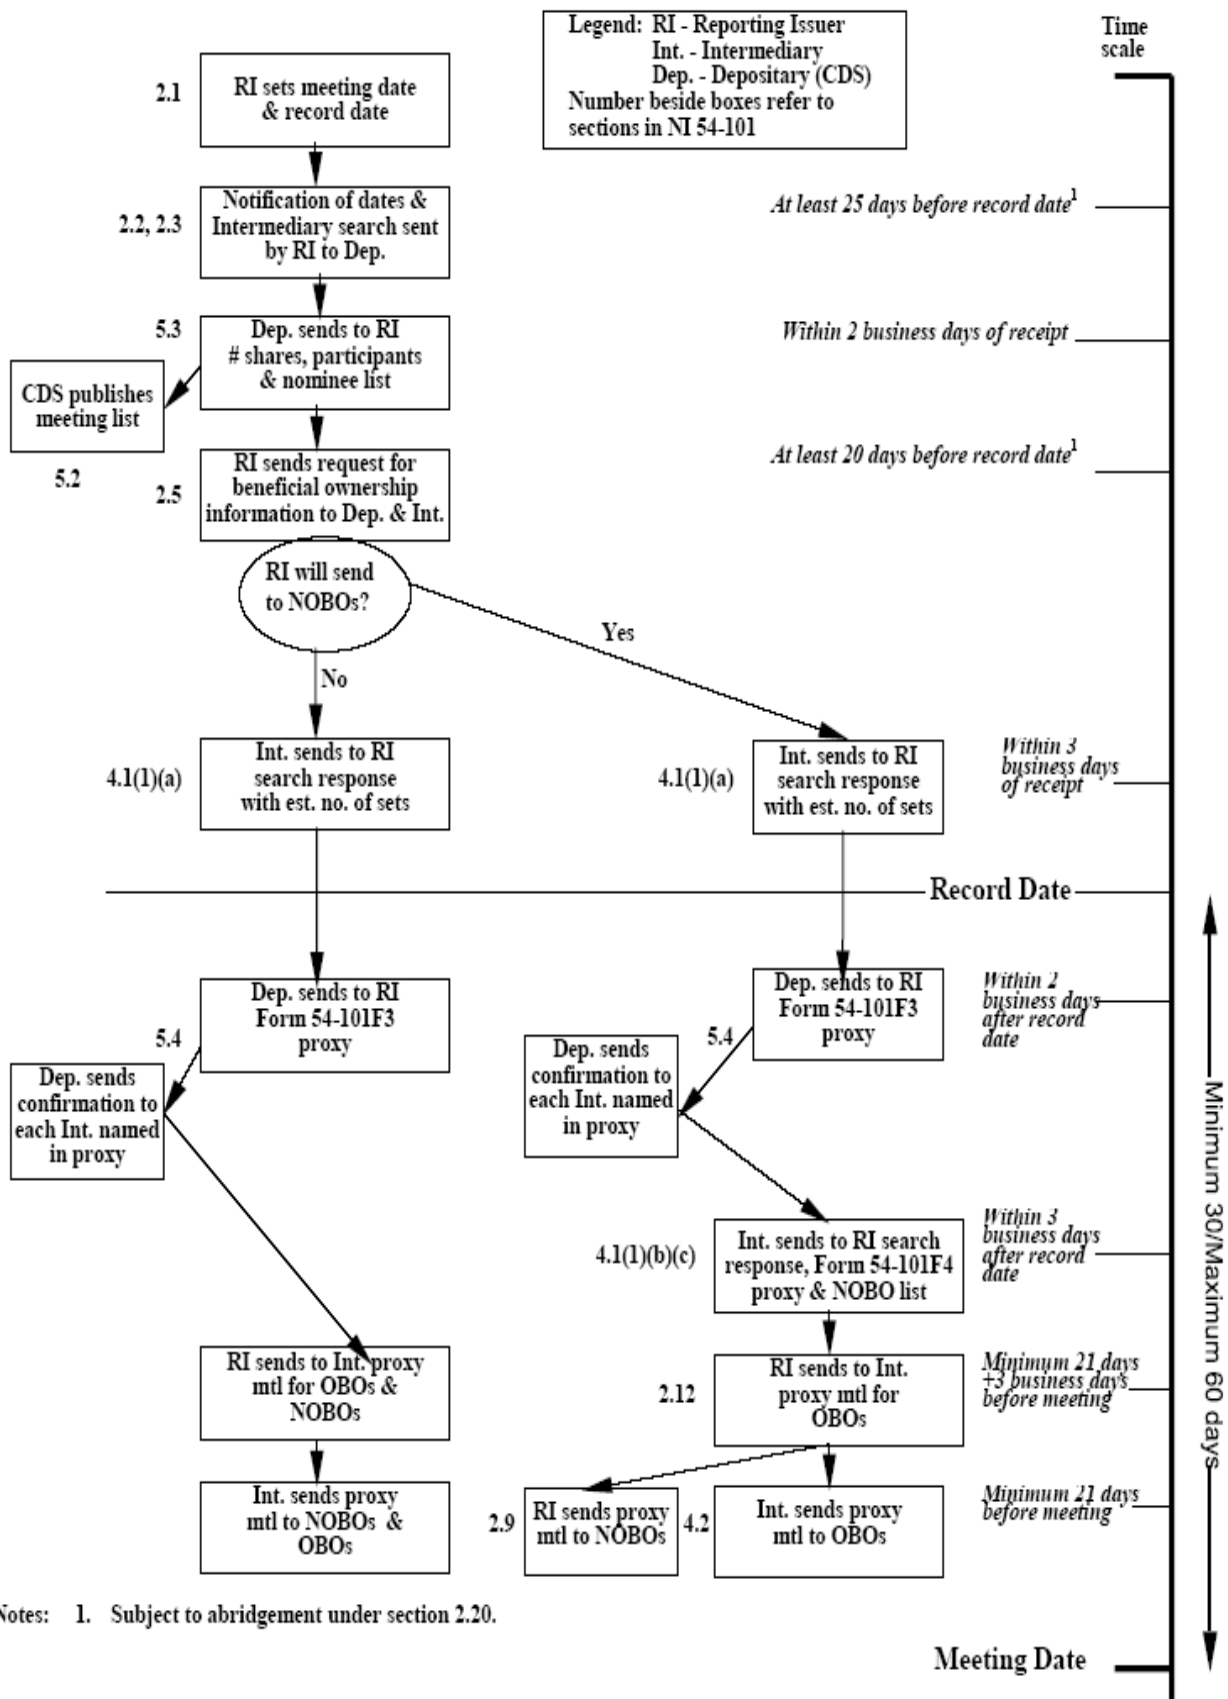 Legend: RI - Reporting Issuer
Int. - Intermediary
Dep. - Depositary (CDS)
Number beside boxes refer to
sections in NI 54-101
Time
scale
2.1
RI sets meeting date
& record date
2.2, 2.3
Notification of dates &
Intermediary search sent
by RI to Dep.
At least 25 days before record date1
5.3
Dep. sends to RI
# shares, participants
& nominee list
Within 2 business days of receipt
CDS publishes
meeting list
5.2
2.5
RI sends request for
beneficial ownership
information to Dep. & Int.
At least 20 days before record date1
RI will send
to NOBOs?
Yes
No
4.1(1)(a)
Int. sends to RI
search response
with est. no. of sets
4.1(1)(a)
Int. sends to RI
search response
with est. no. of sets
Within 3
business days
of receipt
Record Date
Dep. sends to RI
Form 54-101F3
proxy
5.4
Dep. sends
confirmation to
each Int. named
in proxy
Dep. sends to RI
Form 54-101F3
proxy
5.4
Dep. sends
confirmation to
each Int. named
in proxy
Within 2
business days
after record
date
4.1(1)(b)(c)
Int. sends to RI search
response, Form 54-101F4
proxy & NOBO list
Within 3
business days
after record
date
RI sends to Int. proxy
mtl for OBOs &
NOBOs
2.12
RI sends to Int.
proxy mtl for
OBOs
Minimum 21 days
+3 business days
before meeting
Int. sends proxy
mtl to NOBOs &
OBOs
2.9
RI sends proxy
mtl to NOBOs
4.2
Int. sends proxy
mtl to OBOs
Minimum 21 days
before meeting
Minimum 30/Maximum 60 days
Notes: 1. Subject to abridgement under section 2.20.
Meeting Date